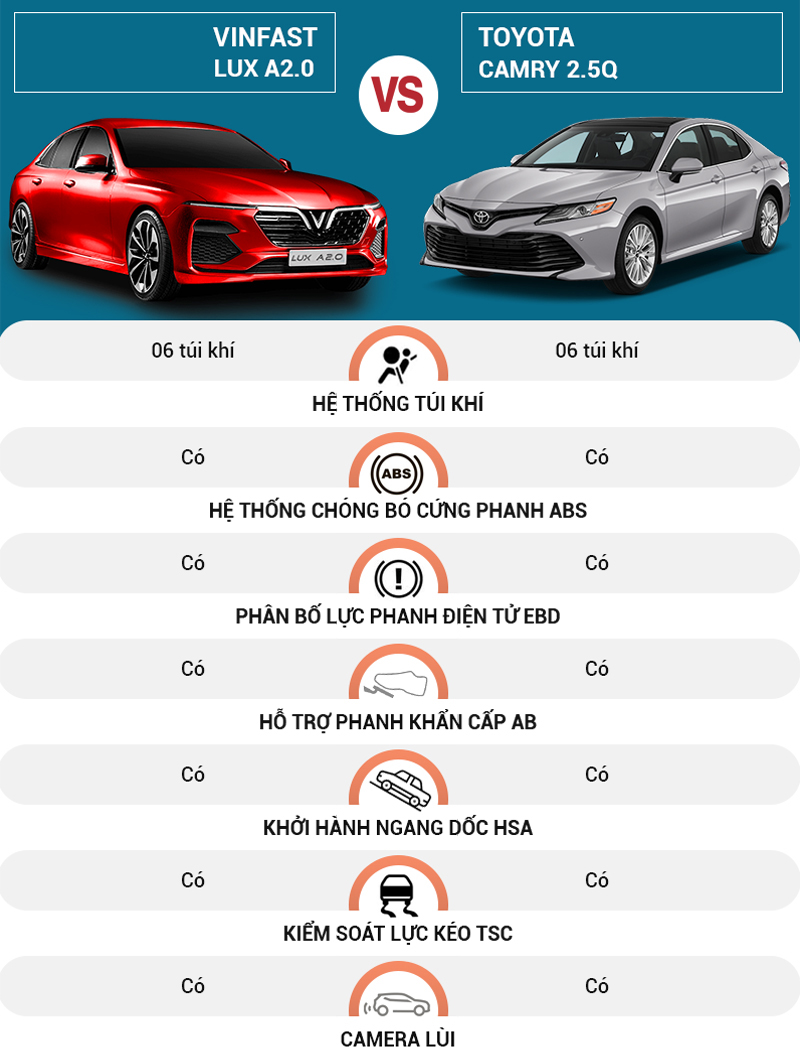 VINFAST
LUX A2.0
VS
TOYOTA
CAMRY 2.5Q
LUX A2.0
06 túi khí
06 túi khí
HỆ THỐNG TÚI KHÍ
Có
ABS
Có
HỆ THỐNG CHÓNG BÓ CỨNG PHANH ABS
Có
!
Có
PHÂN BỐ LỰC PHANH ĐIỆN TỬ EBD
Có
Có
HỖ TRỢ PHANH KHẨN CẤP AB
Có
Có
KHỞI HÀNH NGANG DỐC HSA
Có
Có
KIỂM SOÁT LỰC KÉO TSC
Có
Có
CAMERA LÙI